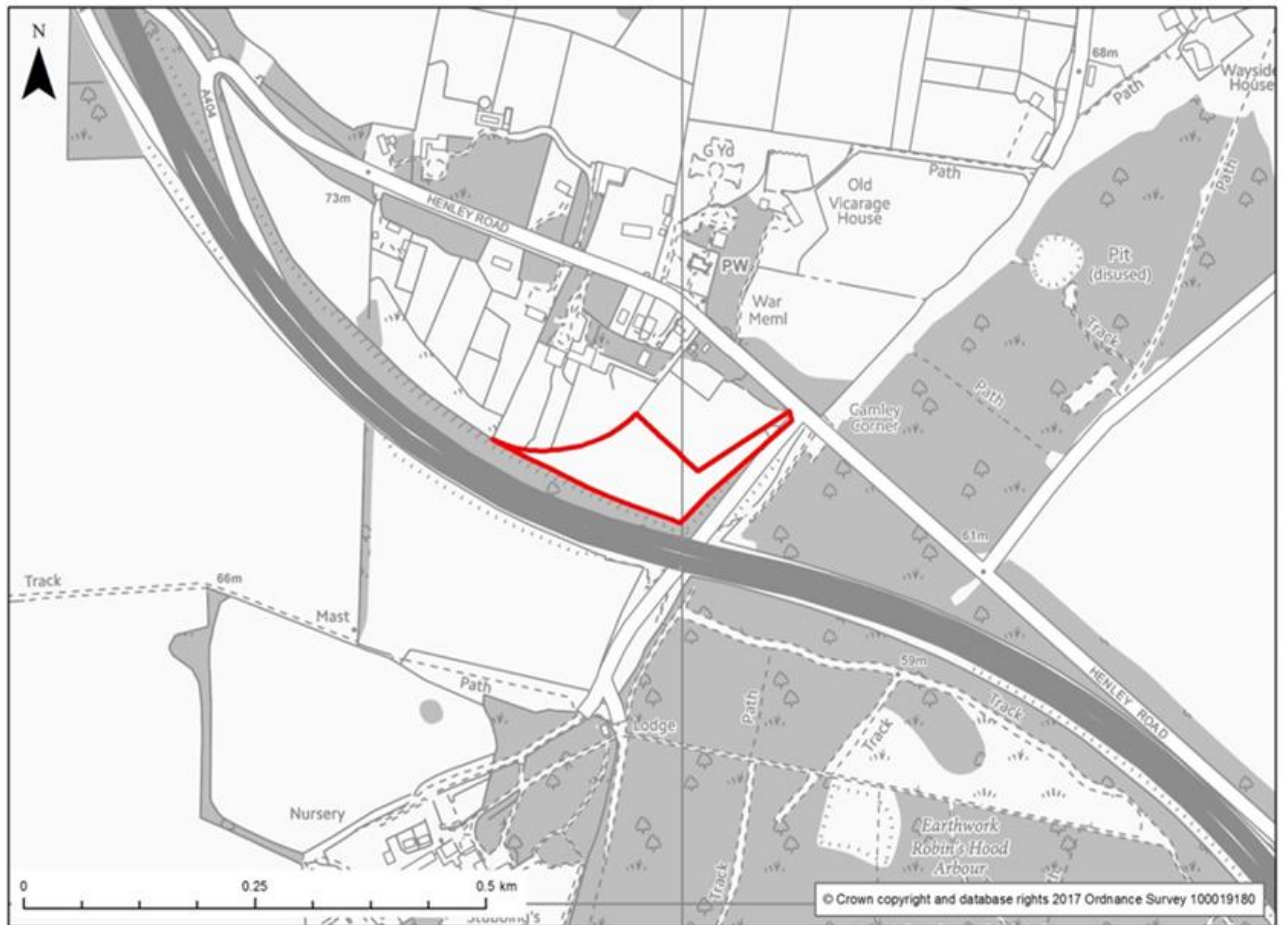 N
68m
Wayside
House
Path
A404
G Yd
Path
Path
73m
HENLEY ROAD
Old
Vicarage
House
PW
Pit
(disused)
War
Meml
Track
Path
Camley
Corner
61m
Track
66m
Mast
Path
59m
Track
HENLEY ROAD
Lodge
Path
Track
Nursery
Earthwork
Robin's Hood
Arbour
Track
0
0.25
0.5 km
Stubbing's
© Crown copyright and database rights 2017 Ordnance Survey 100019180